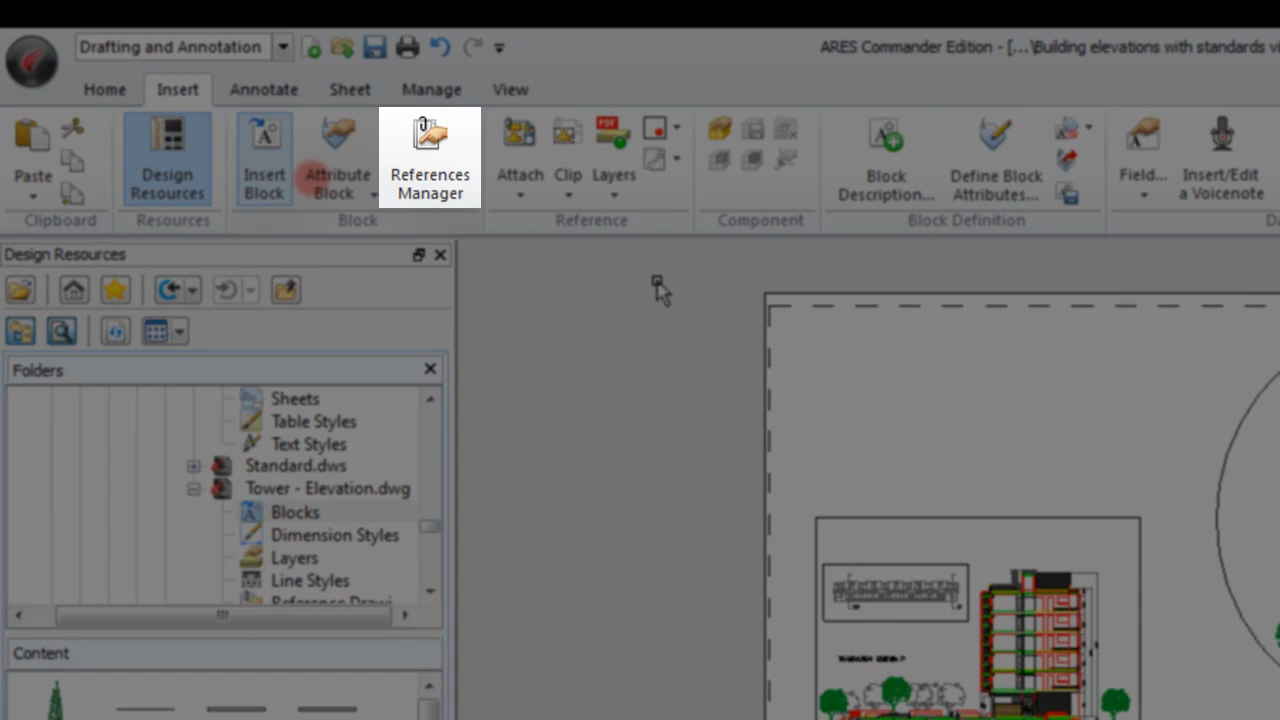 Drafting and Annotation
ARES Commander Edition - [...\Building elevations with standards vi
Home Insert Annotate Sheet Manage View
Paste
Design Resources
Insert Block
Attribute Block
References Manager
Attach
Clip
PDF
Layers
Block Description...
Define Block Attributes...
Field...
Insert/Edit a Voicenote
Clipboard Resources Block Reference Component Block Definition
Design Resources
Folders
Sheets
Table Styles
Text Styles
Standard.dws
Tower - Elevation.dwg
Blocks
Dimension Styles
Layers
Line Styles
Content